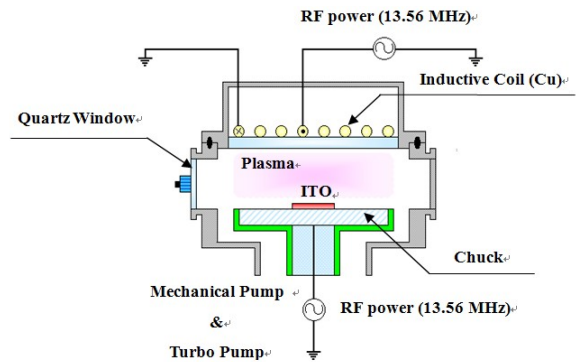 RF power (13.56 MHz)
Inductive Coil (Cu)
Quartz Window
Plasma
ITO
Chuck
Mechanical Pump
&
Turbo Pump
RF power (13.56 MHz)